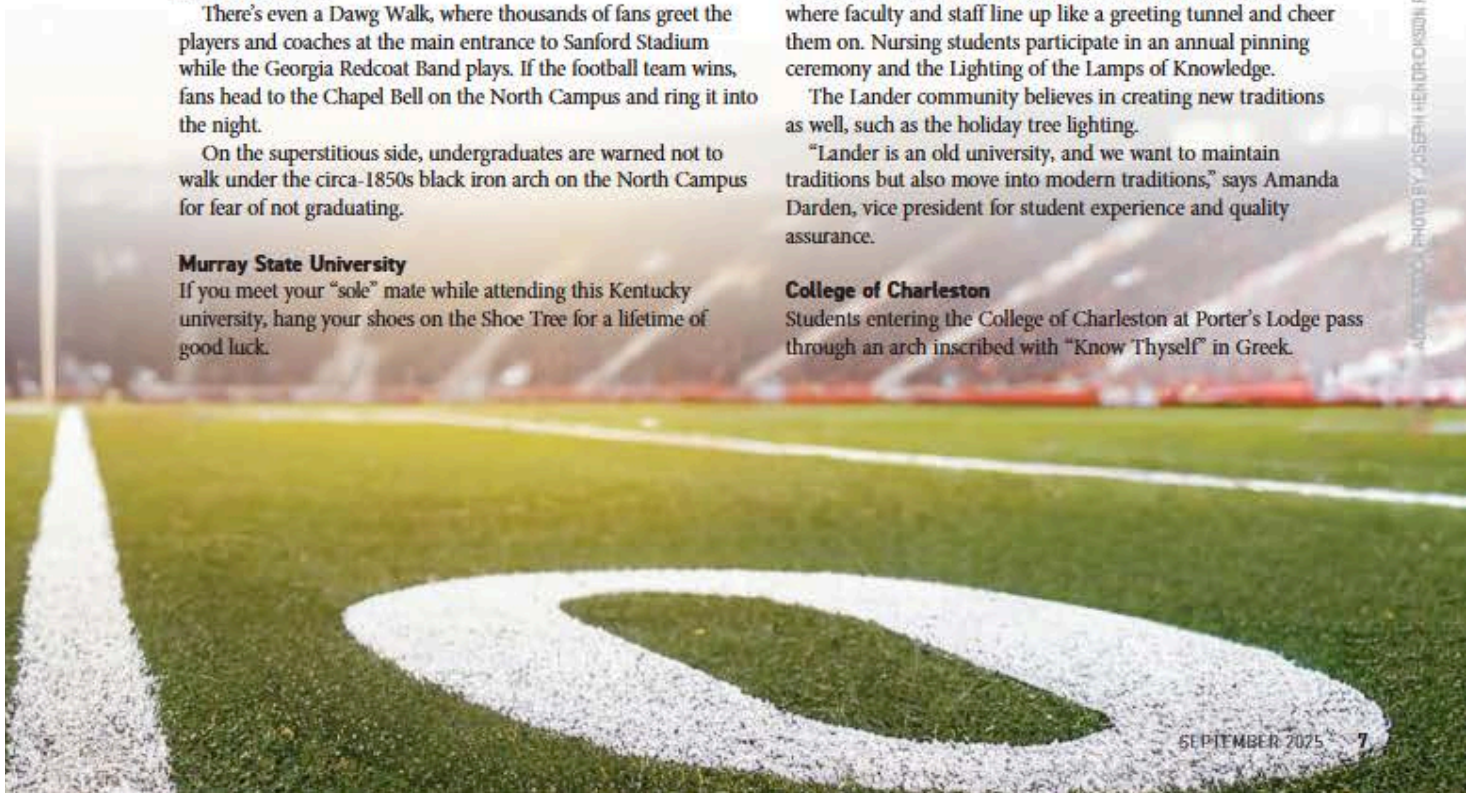 There's even a Dawg Walk, where thousands of fans greet the
players and coaches at the main entrance to Sanford Stadium
while the Georgia Redcoat Band plays. If the football team wins,
fans head to the Chapel Bell on the North Campus and ring it into
the night.
On the superstitious side, undergraduates are warned not to
walk under the circa-1850s black iron arch on the North Campus
for fear of not graduating.
Murray State University
If you meet your “sole” mate while attending this Kentucky
university, hang your shoes on the Shoe Tree for a lifetime of
good luck.
where faculty and staff line up like a greeting tunnel and cheer
them on. Nursing students participate in an annual pinning
ceremony and the Lighting of the Lamps of Knowledge.
The Lander community believes in creating new traditions
as well, such as the holiday tree lighting.
“Lander is an old university, and we want to maintain
traditions but also move into modern traditions,” says Amanda
Darden, vice president for student experience and quality
assurance.
College of Charleston
Students entering the College of Charleston at Porter's Lodge pass
through an arch inscribed with “Know Thyself” in Greek.
PHOTO BY JOSEPH HENDRICKSON
0
SEPTEMBER 2025 7